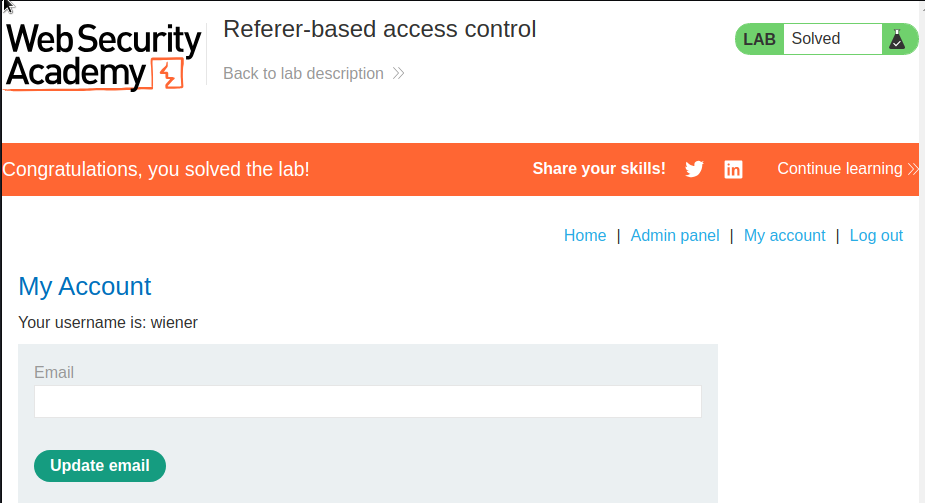 Web Security
Academy
Referer-based access control
Back to lab description
LAB Solved
Congratulations, you solved the lab!
Share your skills!
in
Continue learning
Home | Admin panel | My account | Log out
My Account
Your username is: wiener
Email
Update email